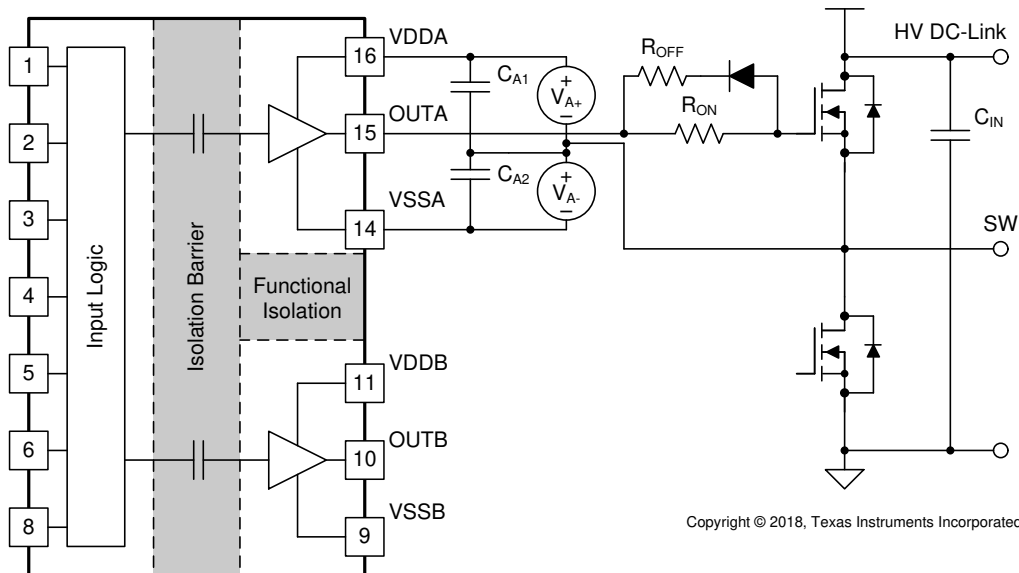 1
2
3
4
5
6
8
Input Logic
Isolation Barrier
Functional
Isolation
16
VDDA
15
OUTA
14
VSSA
11
VDDB
10
OUTB
9
VSSB
CA1
CA2
+
VA+
–
+
VA-
–
ROFF
RON
HV DC-Link
CIN
SW
Copyright © 2018, Texas Instruments Incorporated